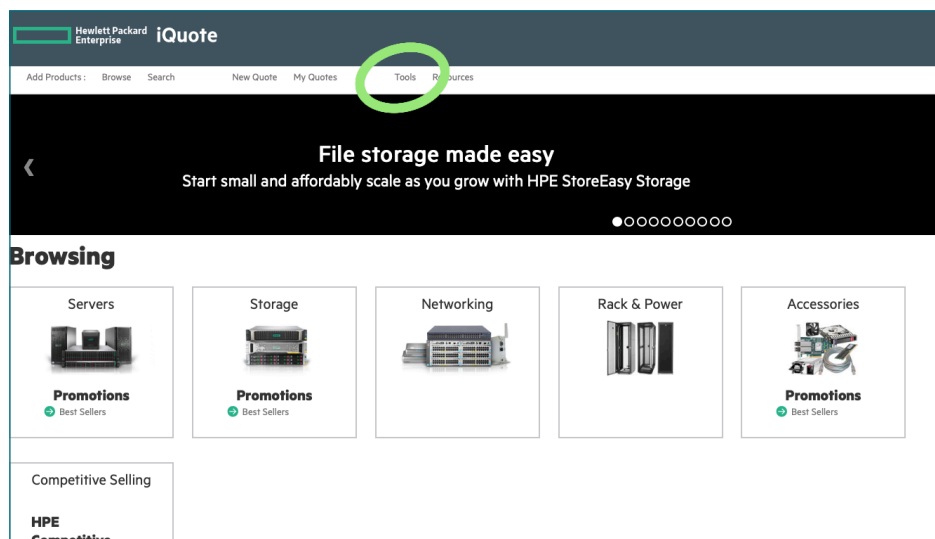 Hewlett Packard
Enterprise
iQuote
Add Products : Browse Search New Quote My Quotes Tools Resources
File storage made easy
Start small and affordably scale as you grow with HPE StoreEasy Storage
Browsing
Servers
Promotions
Best Sellers
Storage
Promotions
Best Sellers
Networking
Rack & Power
Accessories
Promotions
Best Sellers
Competitive Selling
HPE
Competitive